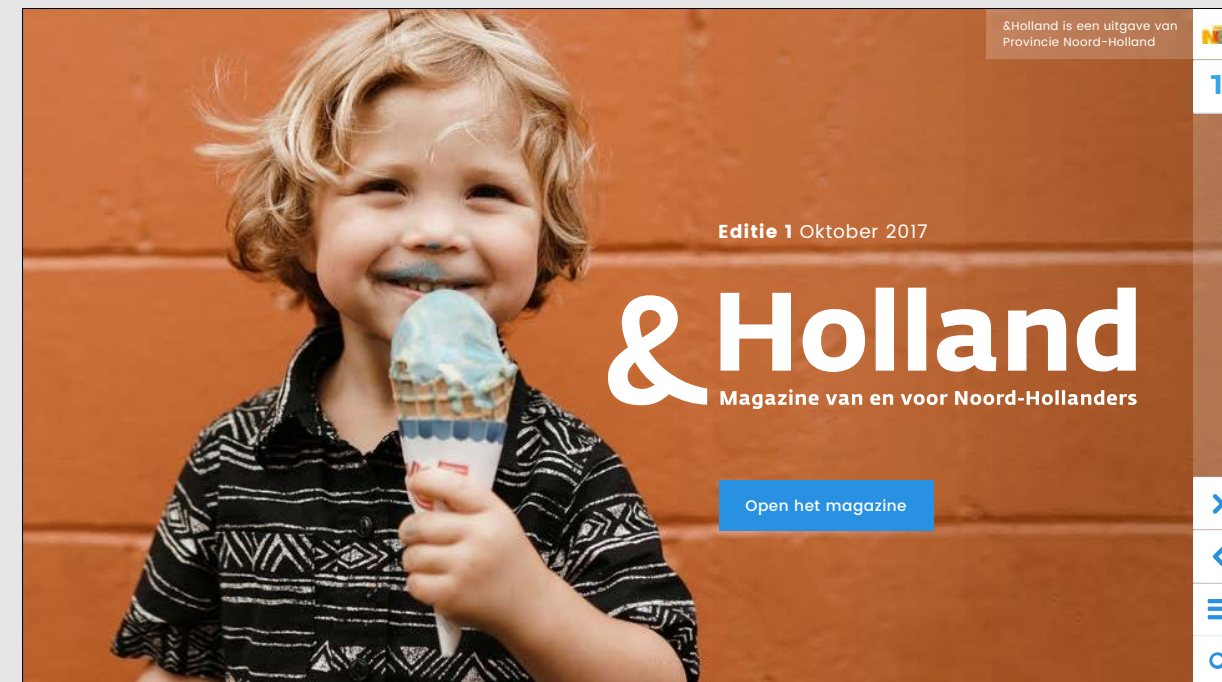 &Holland is een uitgave van
Provincie Noord-Holland
1
Editie 1 Oktober 2017
&Holland
Magazine van en voor Noord-Hollanders
Open het magazine